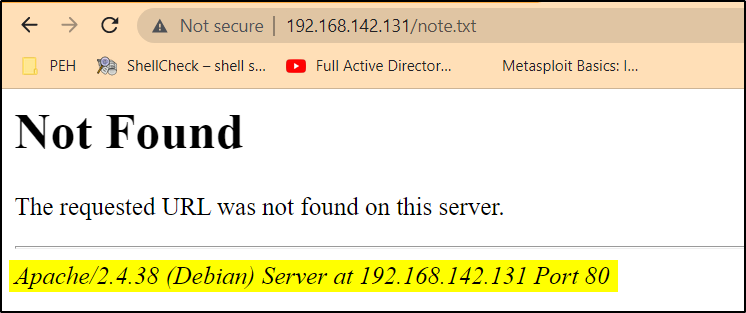 Not secure | 192.168.142.131/note.txt
PEH ShellCheck – shell s... Full Active Director... Metasploit Basics: I...
Not Found
The requested URL was not found on this server.
Apache/2.4.38 (Debian) Server at 192.168.142.131 Port 80